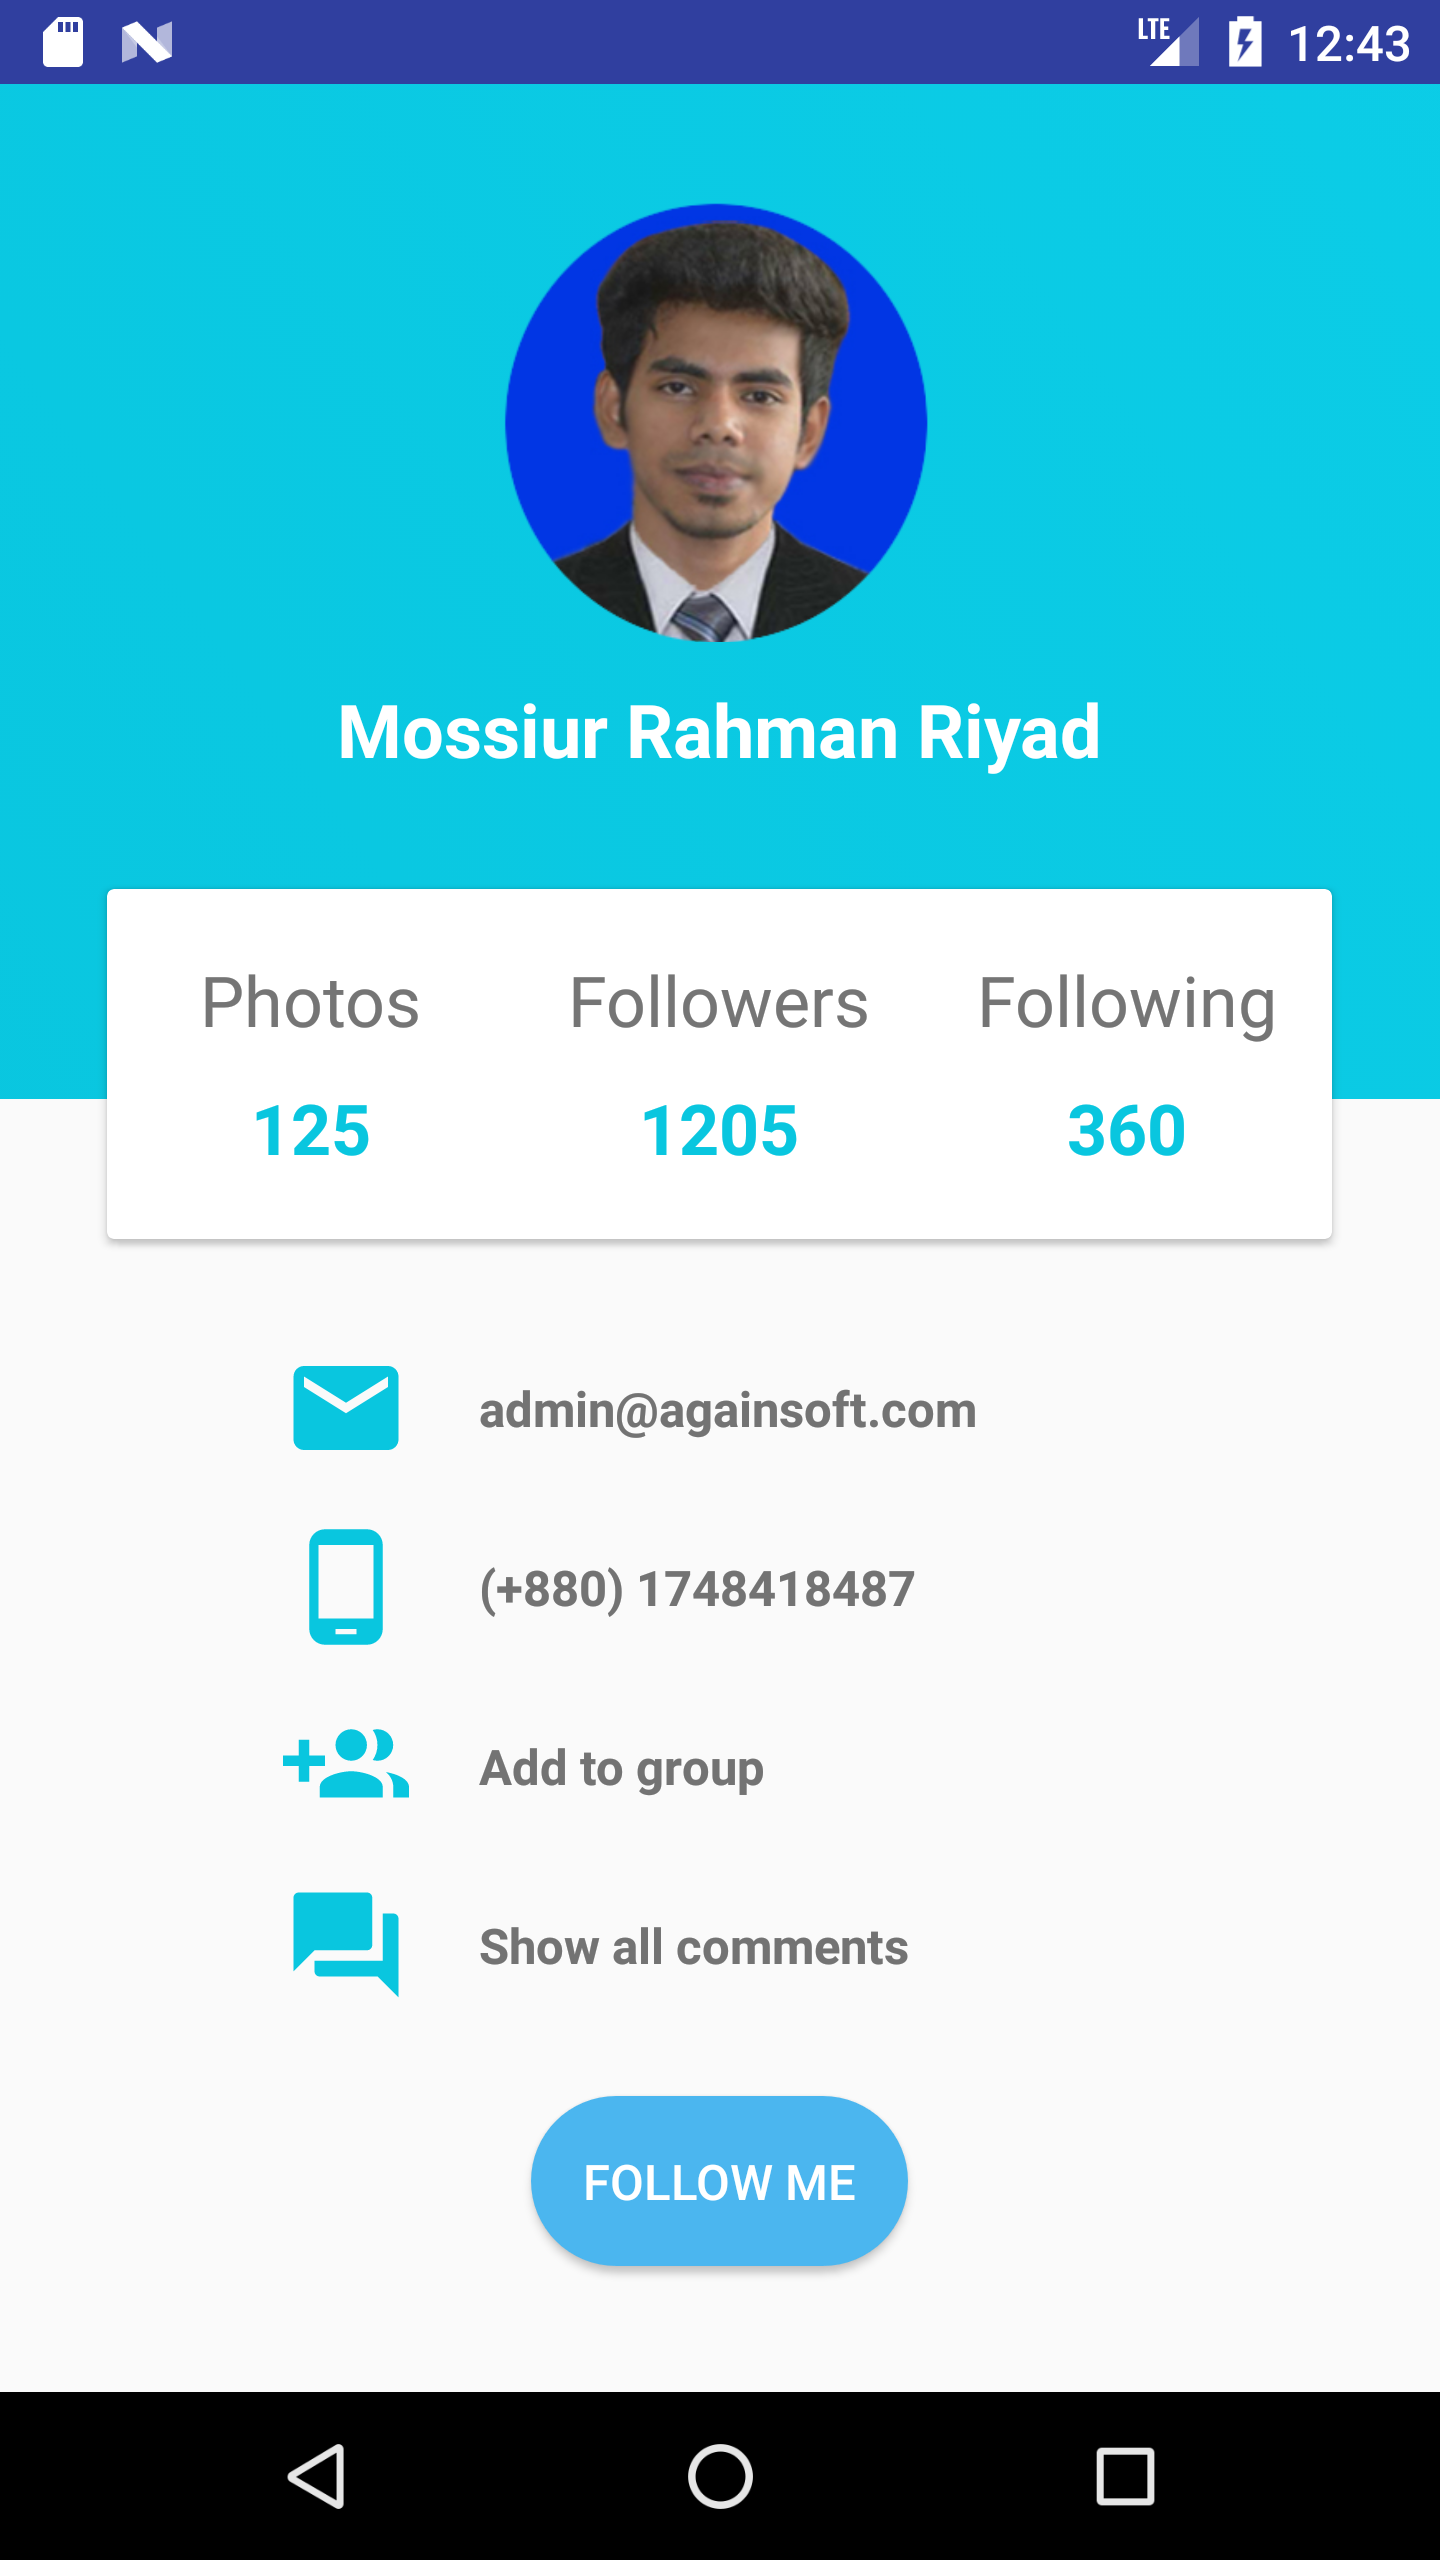 LTE 12:43
Mossiur Rahman Riyad
Photos Followers Following
125 1205 360
admin@againsoft.com
(+880) 1748418487
Add to group
Show all comments
FOLLOW ME